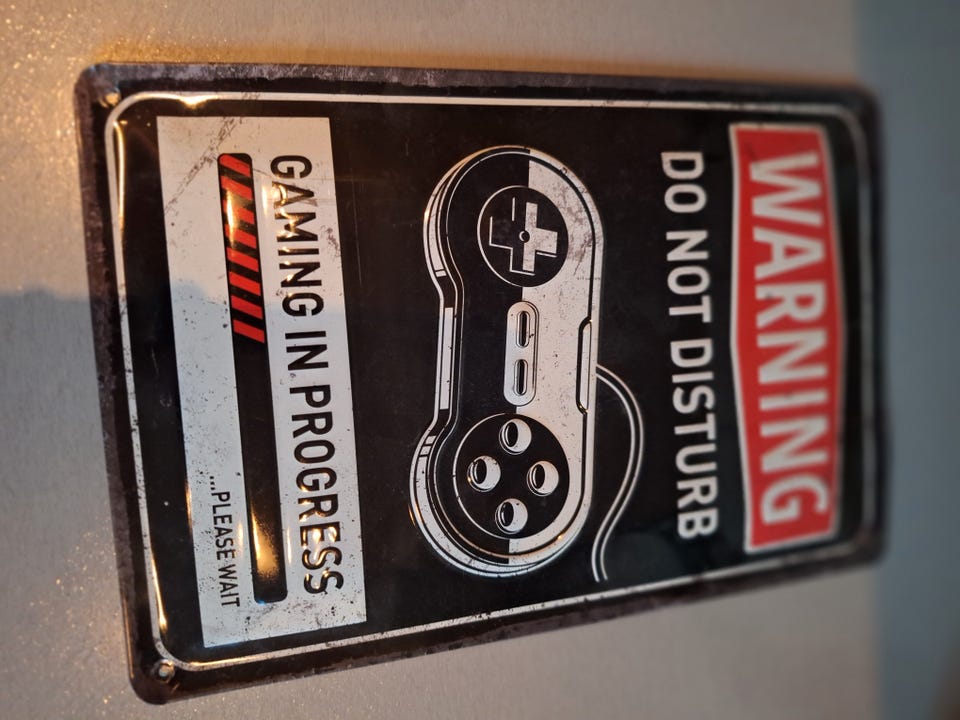 WARNING
DO NOT DISTURB
GAMING IN PROGRESS
...PLEASE WAIT